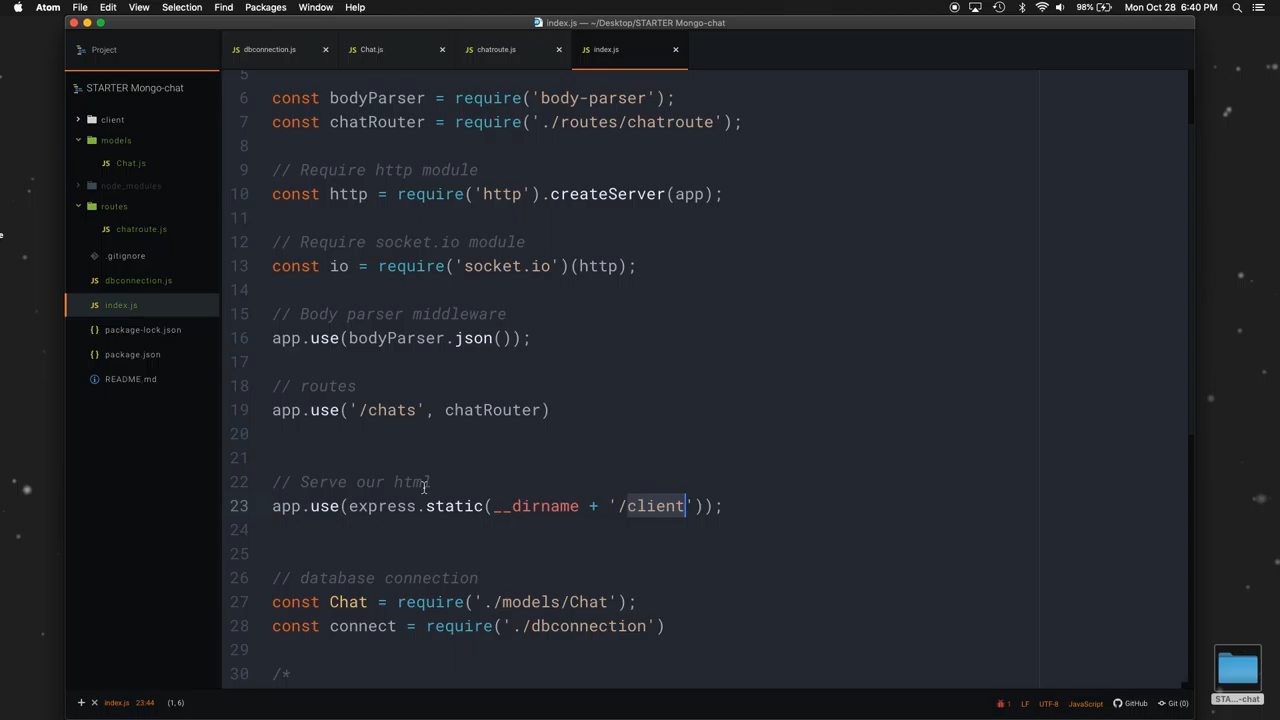 Atom File Edit View Selection Find Packages Window Help 98% Mon Oct 28 6:40 PM
index.js — ~/Desktop/STARTER Mongo-chat
Project
dbconnection.js
Chat.js
chatroute.js
index.js
STARTER Mongo-chat
client
models
Chat.js
node_modules
routes
chatroute.js
.gitignore
dbconnection.js
index.js
package-lock.json
package.json
README.md
5
6 const bodyParser = require('body-parser');
7 const chatRouter = require('./routes/chatroute');
8
9 // Require http module
10 const http = require('http').createServer(app);
11
12 // Require socket.io module
13 const io = require('socket.io')(http);
14
15 // Body parser middleware
16 app.use(bodyParser.json());
17
18 // routes
19 app.use('/chats', chatRouter)
20
21
22 // Serve our html
23 app.use(express.static(__dirname + '/client'));
24
25
26 // database connection
27 const Chat = require('./models/Chat');
28 const connect = require('./dbconnection')
29
30 /*
STA...-chat
index.js 23:44 (1, 6) 1 LF UTF-8 JavaScript GitHub Git (0)